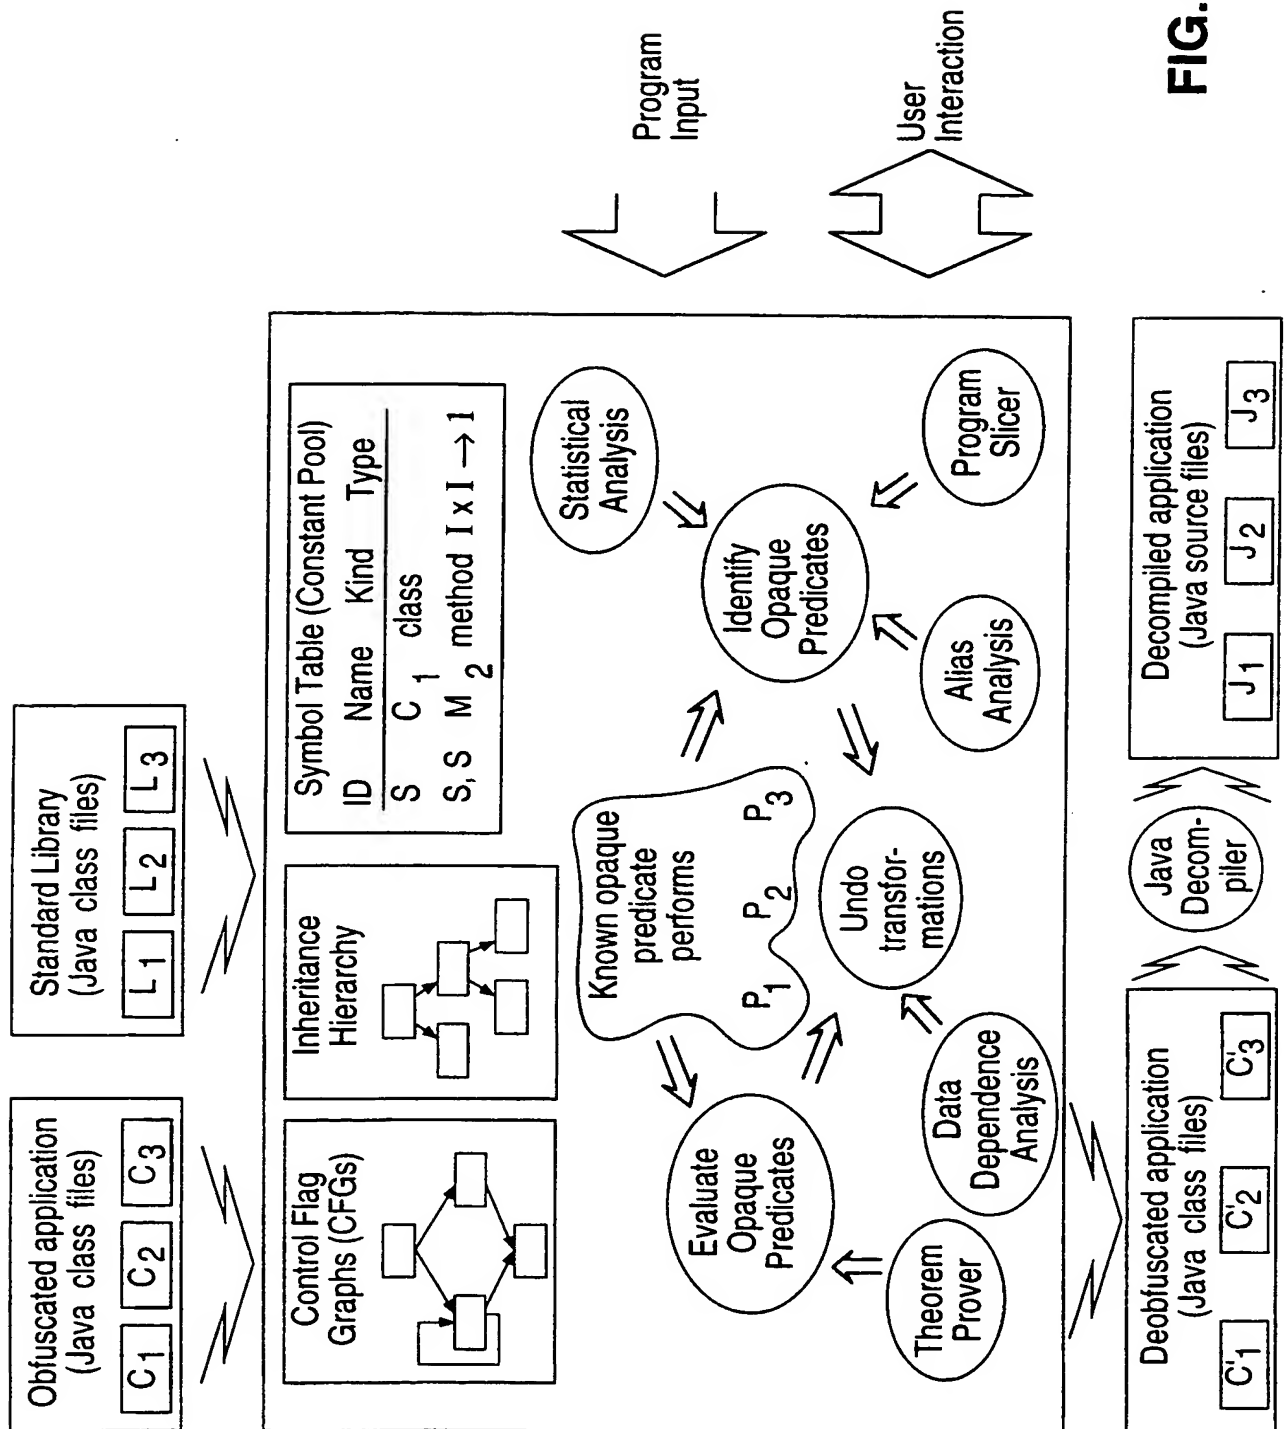 Obfuscated application
(Java class files)
C1 C2 C3
Standard Library
(Java class files)
L1 L2 L3
Control Flag
Graphs (CFGs)
Inheritance
Hierarchy
Symbol Table (Constant Pool)
ID Name Kind Type
S C1 class
S, S M2 method I x I → 1
Program
Input
User
Interaction
Known opaque
predicate
performs
P1 P2 P3
Statistical
Analysis
Evaluate
Opaque
Predicates
Identify
Opaque
Predicates
Undo
transfor-
mations
Theorem
Prover
Data
Dependence
Analysis
Alias
Analysis
Program
Slicer
Deobfuscated application
(Java class files)
C'1 C'2 C'3
Java
Decom-
piler
Decompiled application
(Java source files)
J1 J2 J3
FIG.